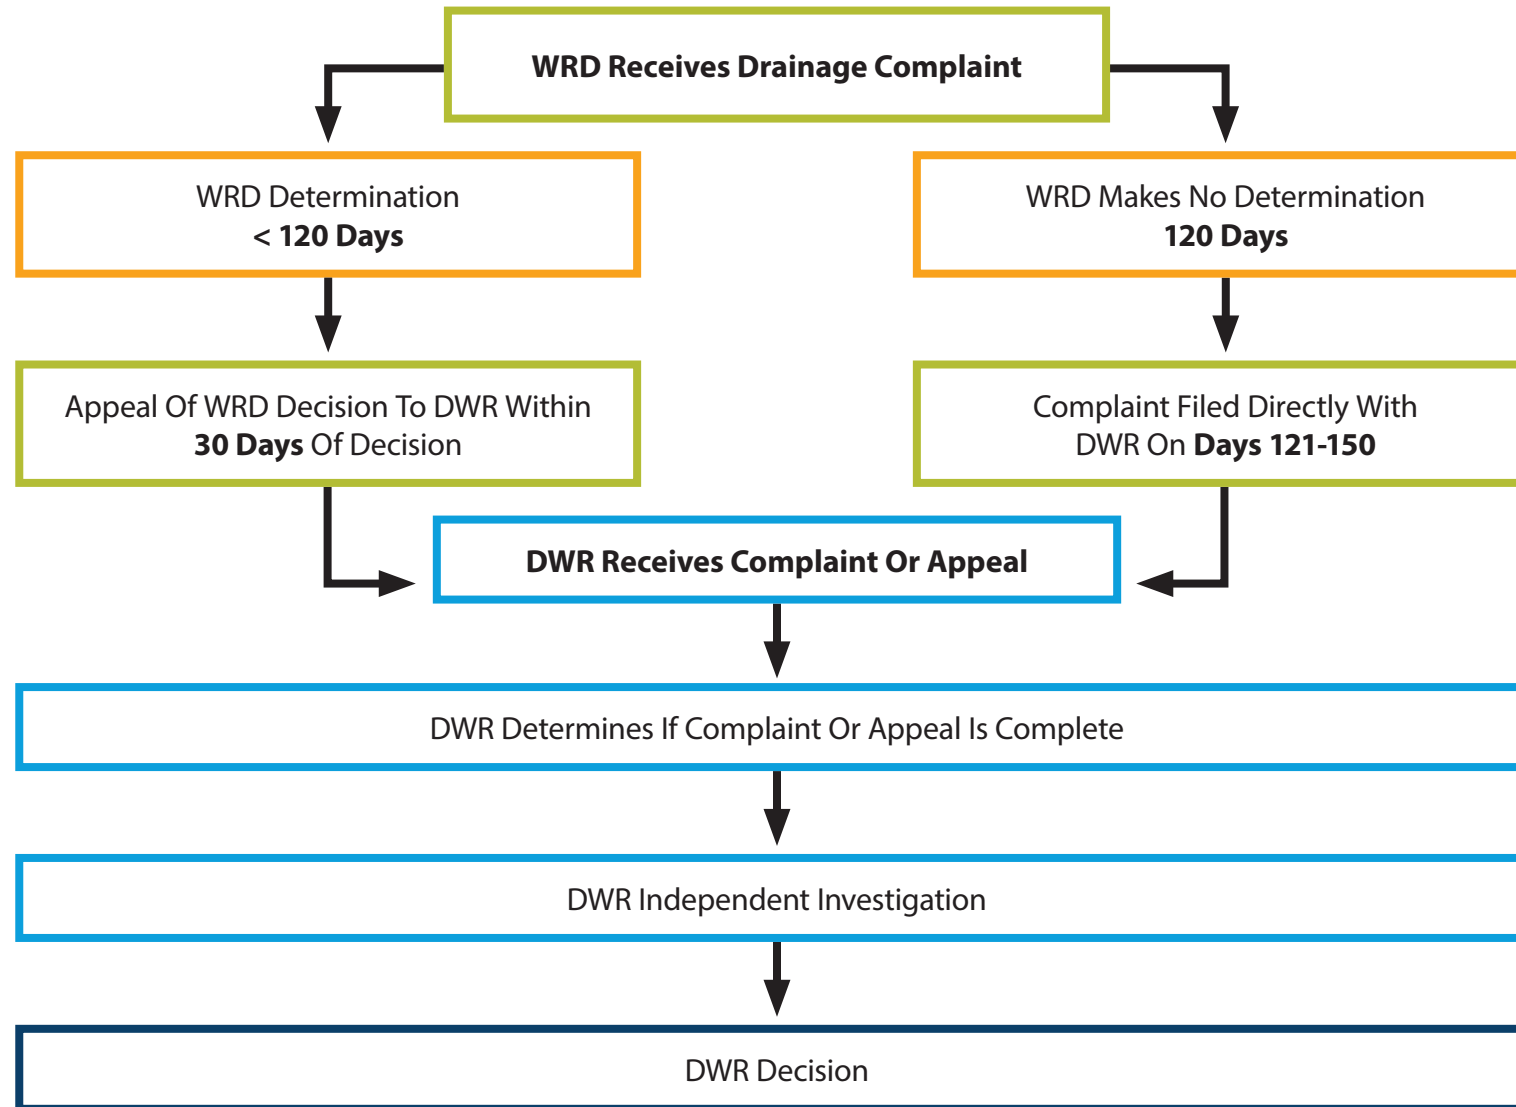 WRD Receives Drainage Complaint
WRD Determination
< 120 Days
WRD Makes No Determination
120 Days
Appeal Of WRD Decision To DWR Within
30 Days Of Decision
Complaint Filed Directly With
DWR On Days 121-150
DWR Receives Complaint Or Appeal
DWR Determines If Complaint Or Appeal Is Complete
DWR Independent Investigation
DWR Decision